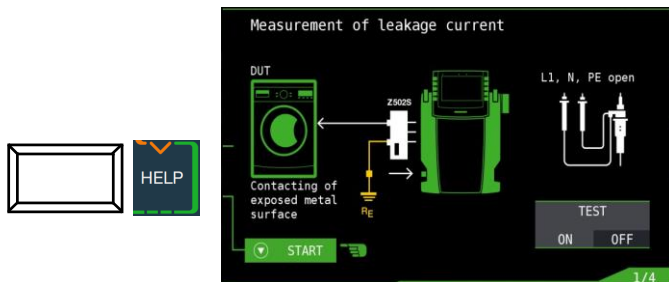 HELP
Measurement of leakage current
DUT
L1, N, PE open
Z502S
Contacting of
exposed metal
surface
RE
TEST
START
ON OFF
1/4